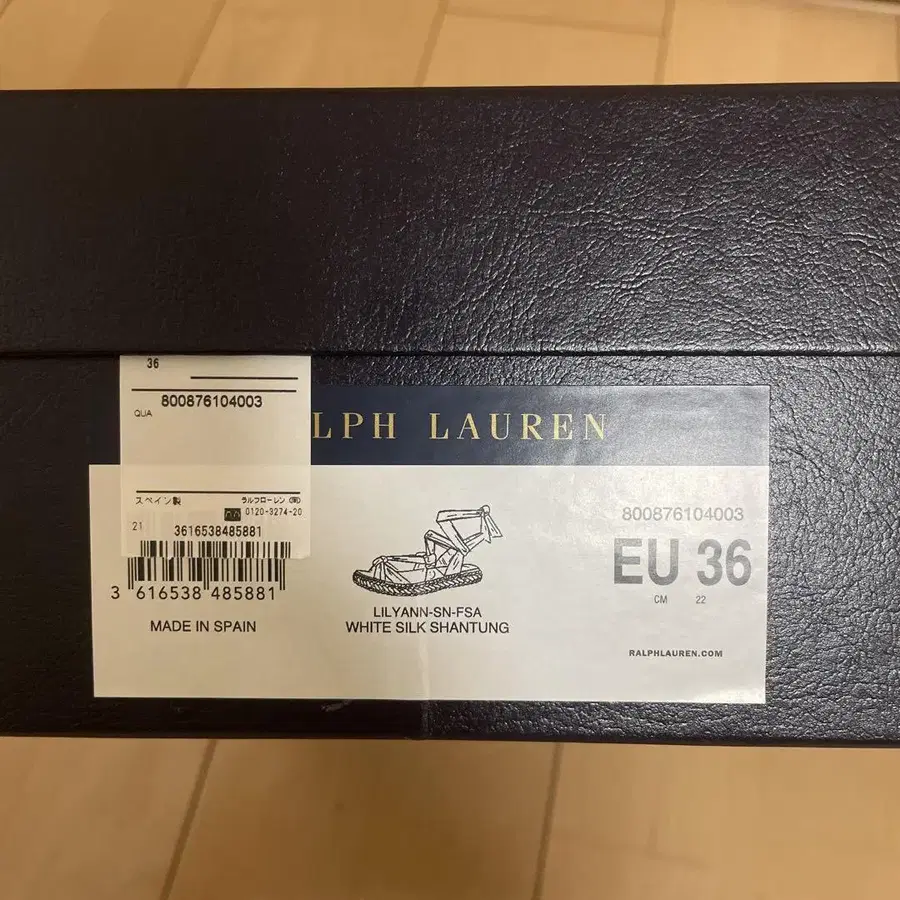 36
800876104003
QUA
スペイン製
ラルフローレン(株)
0120-3274-20
21
3616538485881
LPH LAUREN
3 616538 485881
MADE IN SPAIN
LILYANN-SN-FSA
WHITE SILK SHANTUNG
800876104003
EU 36
CM 22
RALPHLAUREN.COM